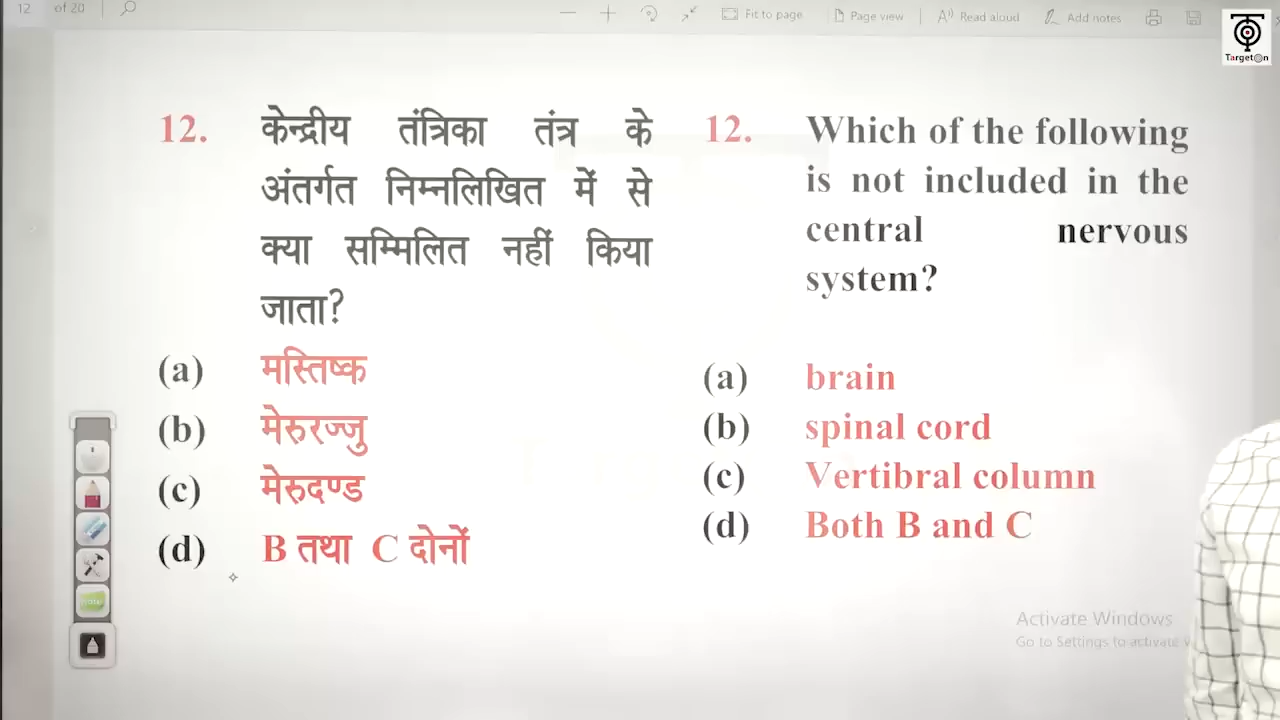 12 of 20
Fit to page
Page view
Read aloud
Add notes
TargetOn
12. केन्द्रीय तंत्रिका तंत्र के
अंतर्गत निम्नलिखित में से
क्या सम्मिलित नहीं किया
जाता?
(a) मस्तिष्क
(b) मेरुरज्जु
(c) मेरुदण्ड
(d) B तथा C दोनों
12. Which of the following
is not included in the
central nervous
system?
(a) brain
(b) spinal cord
(c) Vertibral column
(d) Both B and C
Activate Windows
Go to Settings to activate